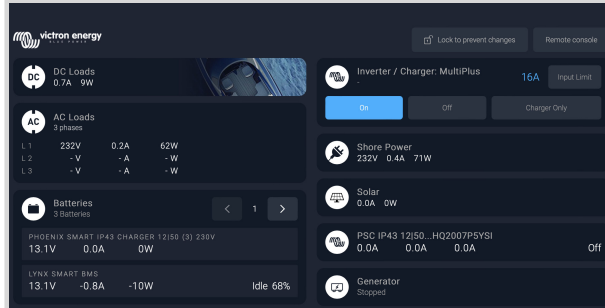 victron energy
BLUE POWER
Lock to prevent changes
Remote console
DC
DC Loads
0.7A 9W
AC
AC Loads
3 phases
L 1 232V 0.2A 62W
L 2 - V - A - W
L 3 - V - A - W
Batteries
3 Batteries
< 1 >
PHOENIX SMART IP43 CHARGER 12|50 (3) 230V
13.1V 0.0A 0W
LYNX SMART BMS
13.1V -0.8A -10W Idle 68%
Inverter / Charger: MultiPlus
-
16A Input Limit
On Off Charger Only
Shore Power
232V 0.4A 71W
Solar
0.0A 0W
PSC IP43 12|50...HQ2007P5YSI
0.0A 0.0A 0.0A Off
Generator
Stopped